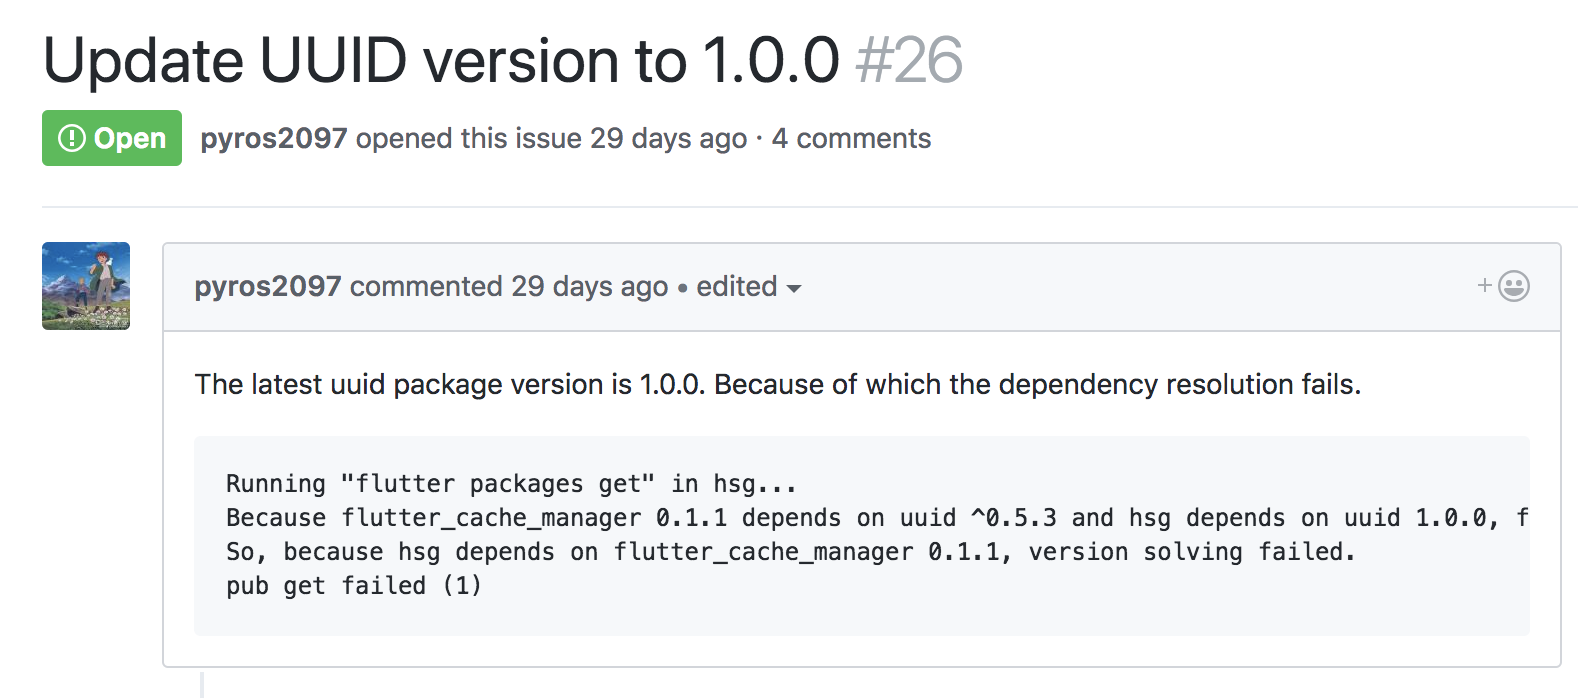 Update UUID version to 1.0.0 #26
Open pyros2097 opened this issue 29 days ago · 4 comments
pyros2097 commented 29 days ago • edited
The latest uuid package version is 1.0.0. Because of which the dependency resolution fails.
Running "flutter packages get" in hsg...
Because flutter_cache_manager 0.1.1 depends on uuid ^0.5.3 and hsg depends on uuid 1.0.0, f
So, because hsg depends on flutter_cache_manager 0.1.1, version solving failed.
pub get failed (1)